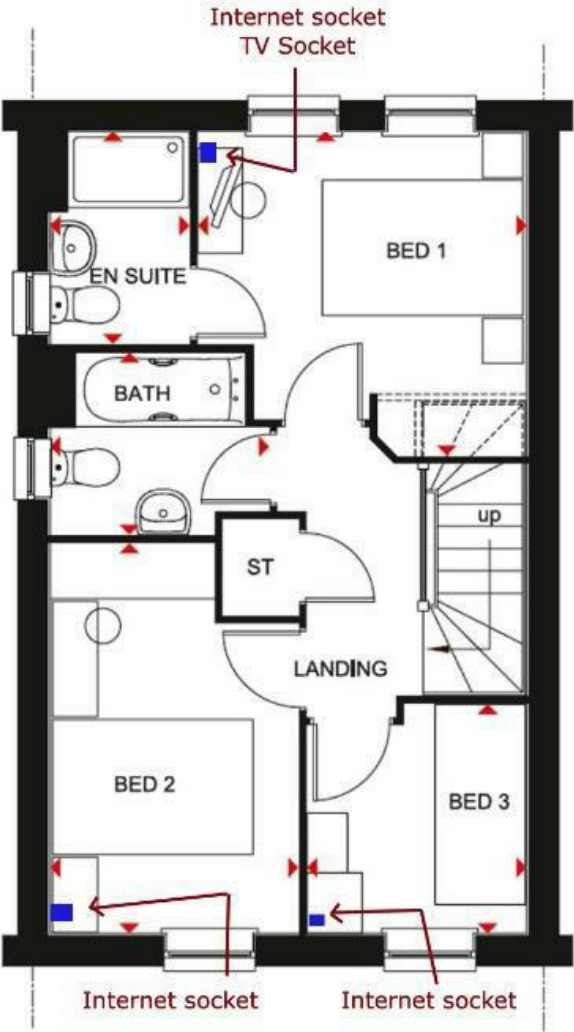 Internet socket
TV Socket
BED 1
EN SUITE
BATH
up
ST
LANDING
BED 2
BED 3
Internet socket
Internet socket